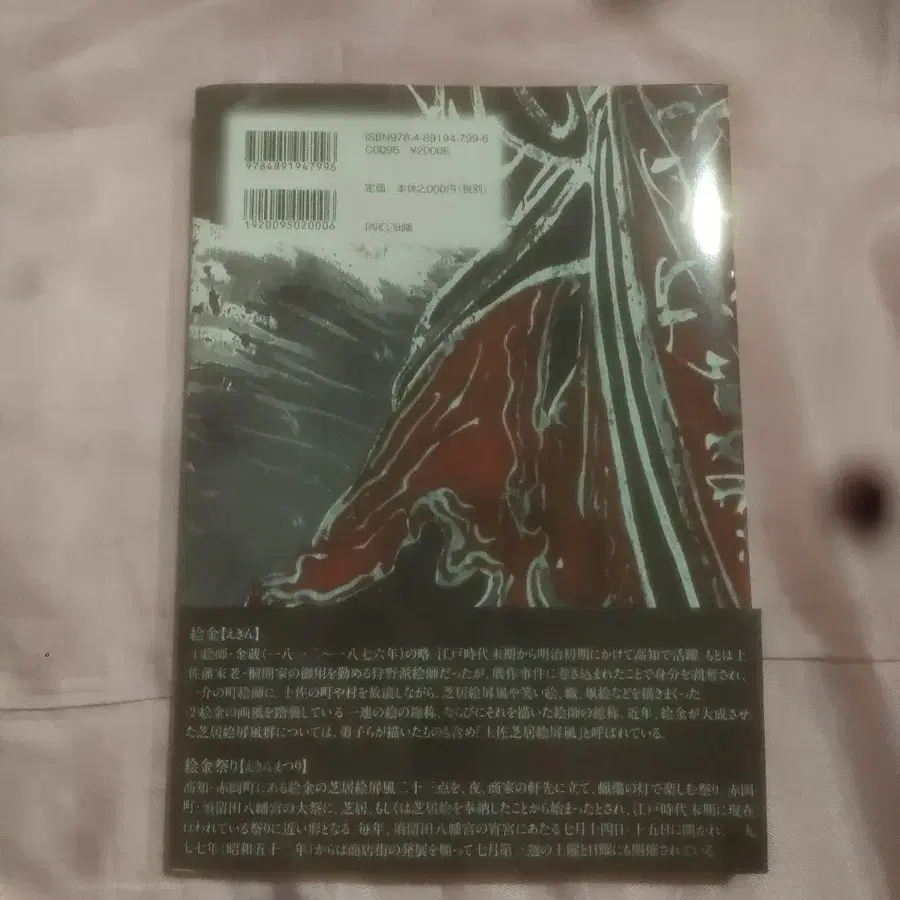 9784891947996
ISBN978-4-89194-799-6
C0095 ¥2000E
定価 本体2,000円(税別)
1920095020006
PARCO出版
絵金【えきん】
①絵師・金蔵(一八一二〜一八七六年)の略。江戸時代末期から明治初期にかけて高知で活躍。もとは土
佐藩家老・桐間家の御用を勤める狩野派絵師だったが、贋作事件に巻き込まれたことで身分を剥奪され、
一介の町絵師に。土佐の町や村を放浪しながら、芝居絵屏風や笑い絵、幟、凧絵などを描きまくった。
②絵金の画風を踏襲している一連の絵の総称、ならびにそれを描いた絵師の総称。近年、絵金が大成させ
た芝居絵屏風群については、弟子らが描いたものも含め「土佐芝居絵屏風」と呼ばれている。
絵金祭り【えきんまつり】
高知・赤岡町にある絵金の芝居絵屏風二十三点を、夜、商家の軒先に立て、蝋燭の灯で楽しむ祭り。赤岡
町・須留田八幡宮の大祭に、芝居、もしくは芝居絵を奉納したことから始まったとされ、江戸時代末期に現在
行われている祭りに近い形となる。毎年、須留田八幡宮の宵宮にあたる七月十四日・十五日に開かれ、一九
七七年(昭和五十二年)からは商店街の発展を願って七月第三週の土曜と日曜にも開催されている。